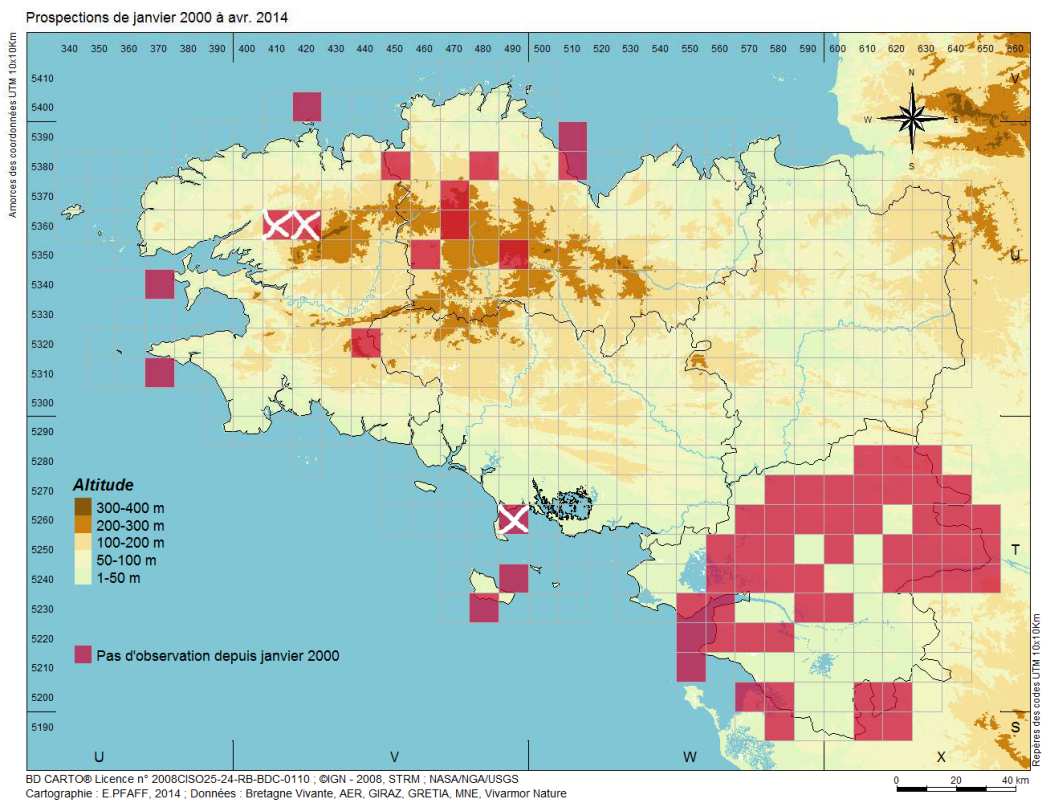 Prospections de janvier 2000 à avr. 2014
Amorces des coordonnées UTM 10x10Km
340 350 360 370 380 390 400 410 420 430 440 450 460 470 480 490 500 510 520 530 540 550 560 570 580 590 600 610 620 630 640 650 660
5410
5400
5390
5380
5370
5360
5350
5340
5330
5320
5310
5300
5290
5280
5270
5260
5250
5240
5230
5220
5210
5200
5190
N
W E
S
V
U
T
S
Altitude
300-400 m
200-300 m
100-200 m
50-100 m
1-50 m
Pas d'observation depuis janvier 2000
U V W X
Repères des codes UTM 10x10Km
BD CARTO® Licence n° 2008CISO25-24-RB-BDC-0110 ; ©IGN - 2008, STRM ; NASA/NGA/USGS
Cartographie : E.PFAFF, 2014 ; Données : Bretagne Vivante, AER, GIRAZ, GRETIA, MNE, Vivarmor Nature
0 20 40 km